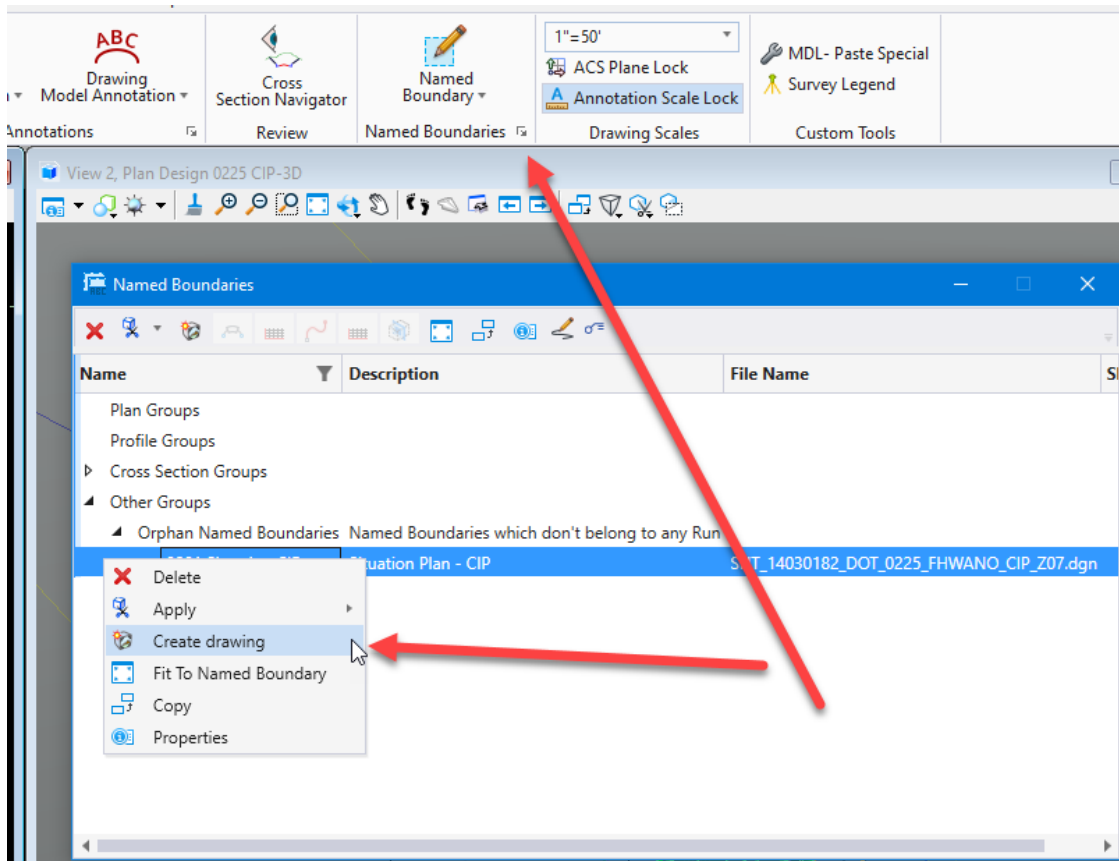 ABC
Drawing
Model Annotation
Annotations
Cross
Section Navigator
Review
Named
Boundary
Named Boundaries
1"=50'
ACS Plane Lock
Annotation Scale Lock
Drawing Scales
MDL- Paste Special
Survey Legend
Custom Tools
View 2, Plan Design 0225 CIP-3D
Named Boundaries
Name Description File Name
Plan Groups
Profile Groups
Cross Section Groups
Other Groups
Orphan Named Boundaries Named Boundaries which don't belong to any Run
Plan - CIP 14030182_DOT_0225_FHWANO_CIP_Z07.dgn
Delete
Apply
Create drawing
Fit To Named Boundary
Copy
Properties